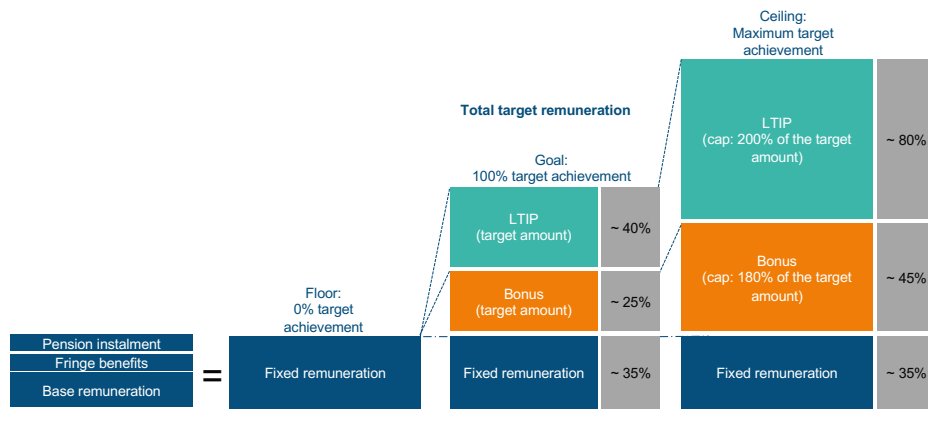 Ceiling:
Maximum target
achievement
Total target remuneration
LTIP
(cap: 200% of the target
amount)
~ 80%
Goal:
100% target achievement
LTIP
(target amount)
~ 40%
Bonus
(cap: 180% of the target
amount)
~ 45%
Floor:
0% target
achievement
Bonus
(target amount)
~ 25%
Pension instalment
Fringe benefits
Base remuneration
=
Fixed remuneration
Fixed remuneration
~ 35%
Fixed remuneration
~ 35%